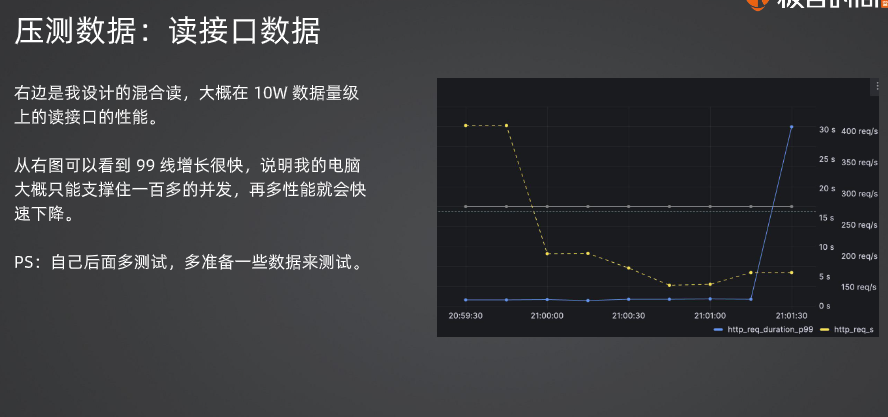 压测数据：读接口数据
右边是我设计的混合读，大概在 10W 数据量级
上的读接口的性能。
从右图可以看到 99 线增长很快，说明我的电脑
大概只能支撑住一百多的并发，再多性能就会快
速下降。
PS：自己后面多测试，多准备一些数据来测试。
30 s 400 req/s
25 s 350 req/s
20 s 300 req/s
15 s 250 req/s
10 s 200 req/s
5 s 150 req/s
0 s
20:59:30 21:00:00 21:00:30 21:01:00 21:01:30
http_req_duration_p99 http_req_s